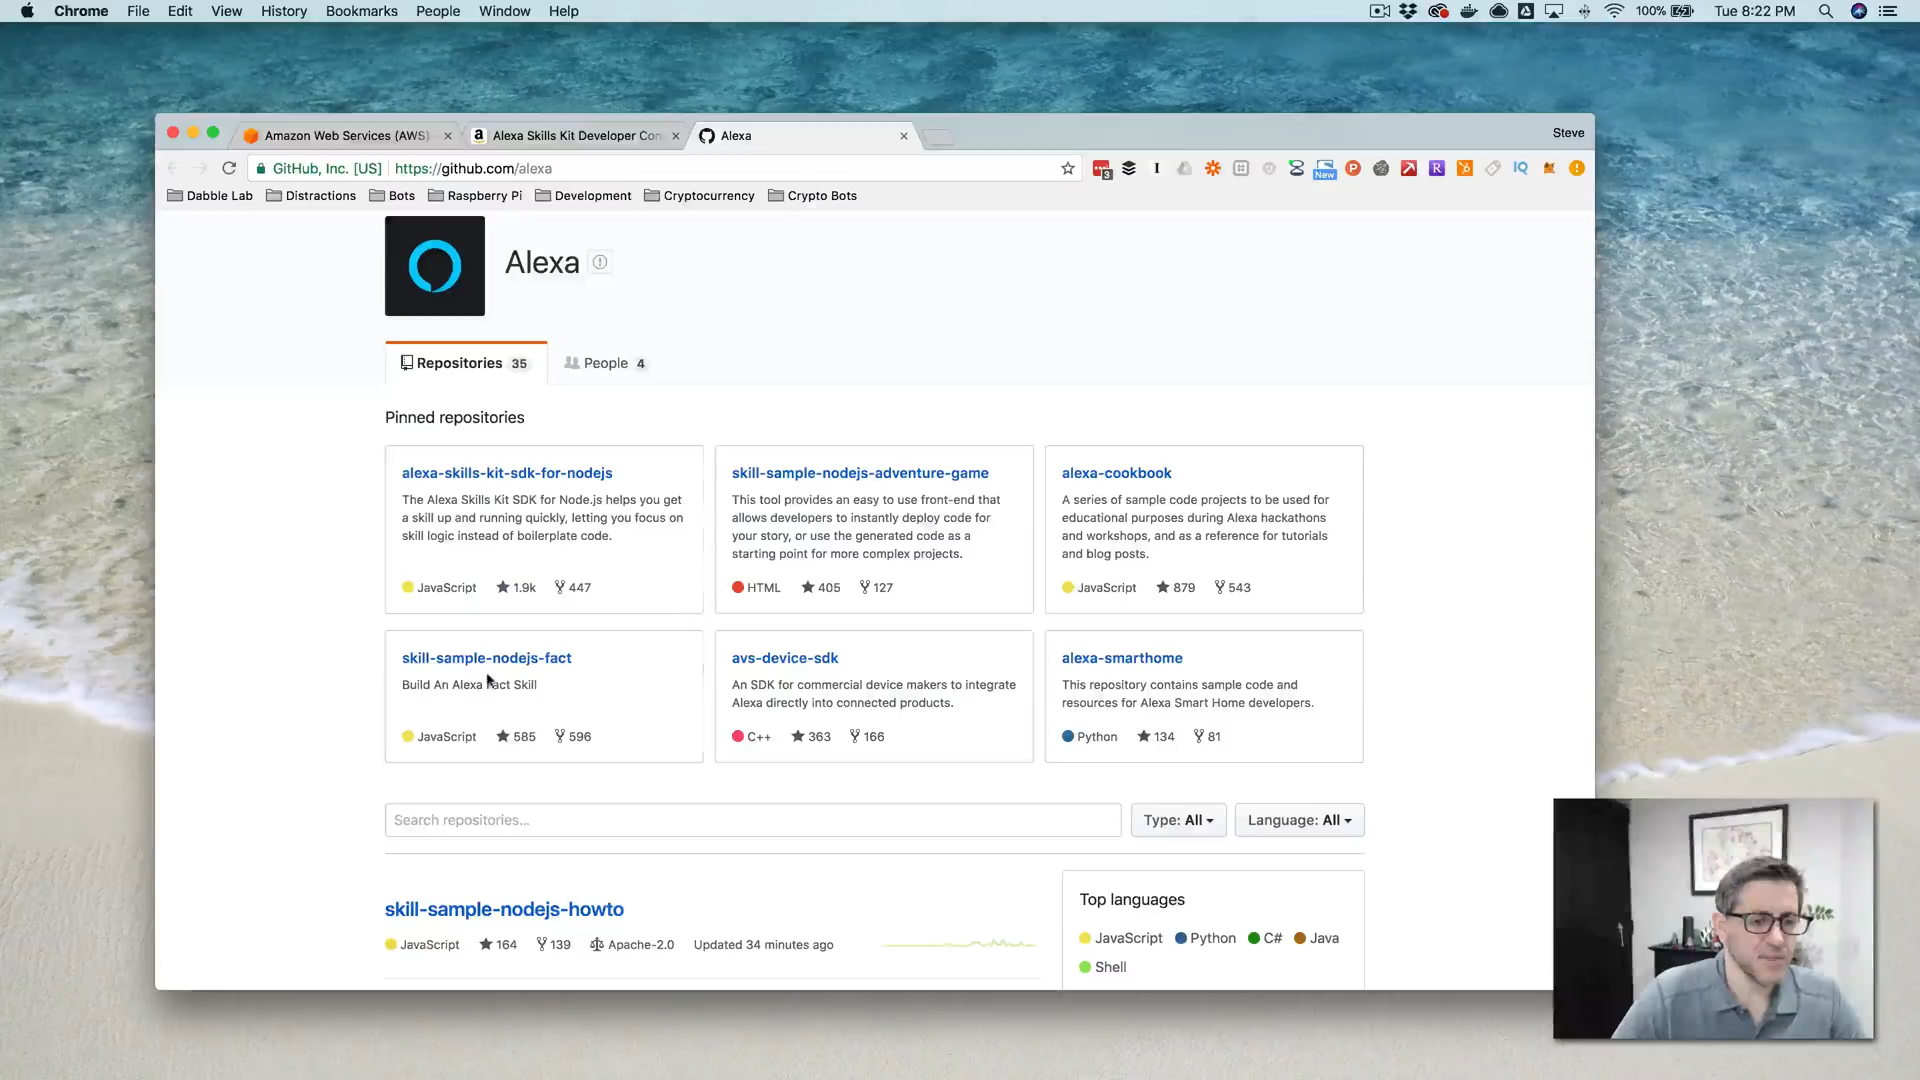 Chrome File Edit View History Bookmarks People Window Help 100% Tue 8:22 PM
Amazon Web Services (AWS) Alexa Skills Kit Developer Con Alexa Steve
GitHub, Inc. [US] https://github.com/alexa 3 New
Dabble Lab Distractions Bots Raspberry Pi Development Cryptocurrency Crypto Bots
Alexa
Repositories 35 People 4
Pinned repositories
alexa-skills-kit-sdk-for-nodejs
The Alexa Skills Kit SDK for Node.js helps you get
a skill up and running quickly, letting you focus on
skill logic instead of boilerplate code.
JavaScript 1.9k 447
skill-sample-nodejs-adventure-game
This tool provides an easy to use front-end that
allows developers to instantly deploy code for
your story, or use the generated code as a
starting point for more complex projects.
HTML 405 127
alexa-cookbook
A series of sample code projects to be used for
educational purposes during Alexa hackathons
and workshops, and as a reference for tutorials
and blog posts.
JavaScript 879 543
skill-sample-nodejs-fact
Build An Alexa Fact Skill
JavaScript 585 596
avs-device-sdk
An SDK for commercial device makers to integrate
Alexa directly into connected products.
C++ 363 166
alexa-smarthome
This repository contains sample code and
resources for Alexa Smart Home developers.
Python 134 81
Search repositories... Type: All Language: All
skill-sample-nodejs-howto
JavaScript 164 139 Apache-2.0 Updated 34 minutes ago
Top languages
JavaScript Python C# Java
Shell